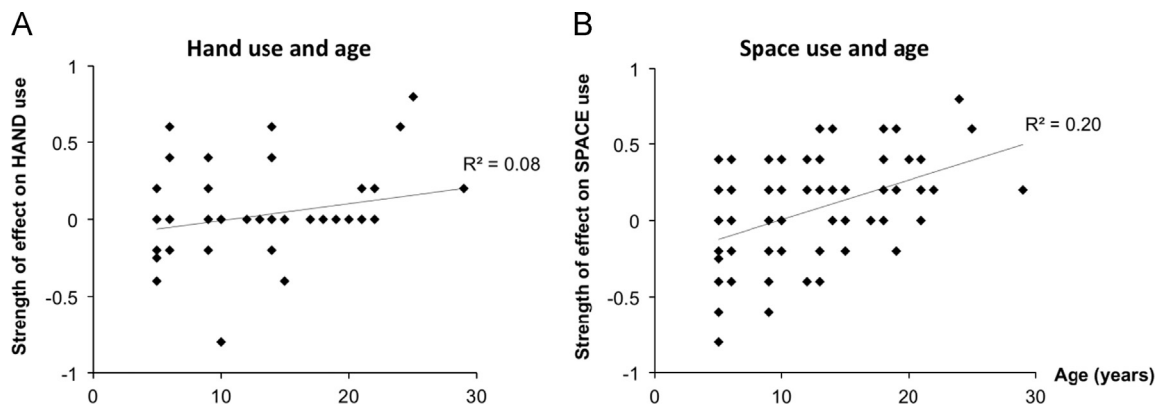 A
Hand use and age
Strength of effect on HAND use
1
0.5
0
-0.5
-1
0
10
20
30
R² = 0.08
B
Space use and age
Strength of effect on SPACE use
1
0.5
0
-0.5
-1
0
10
20
30
R² = 0.20
Age (years)